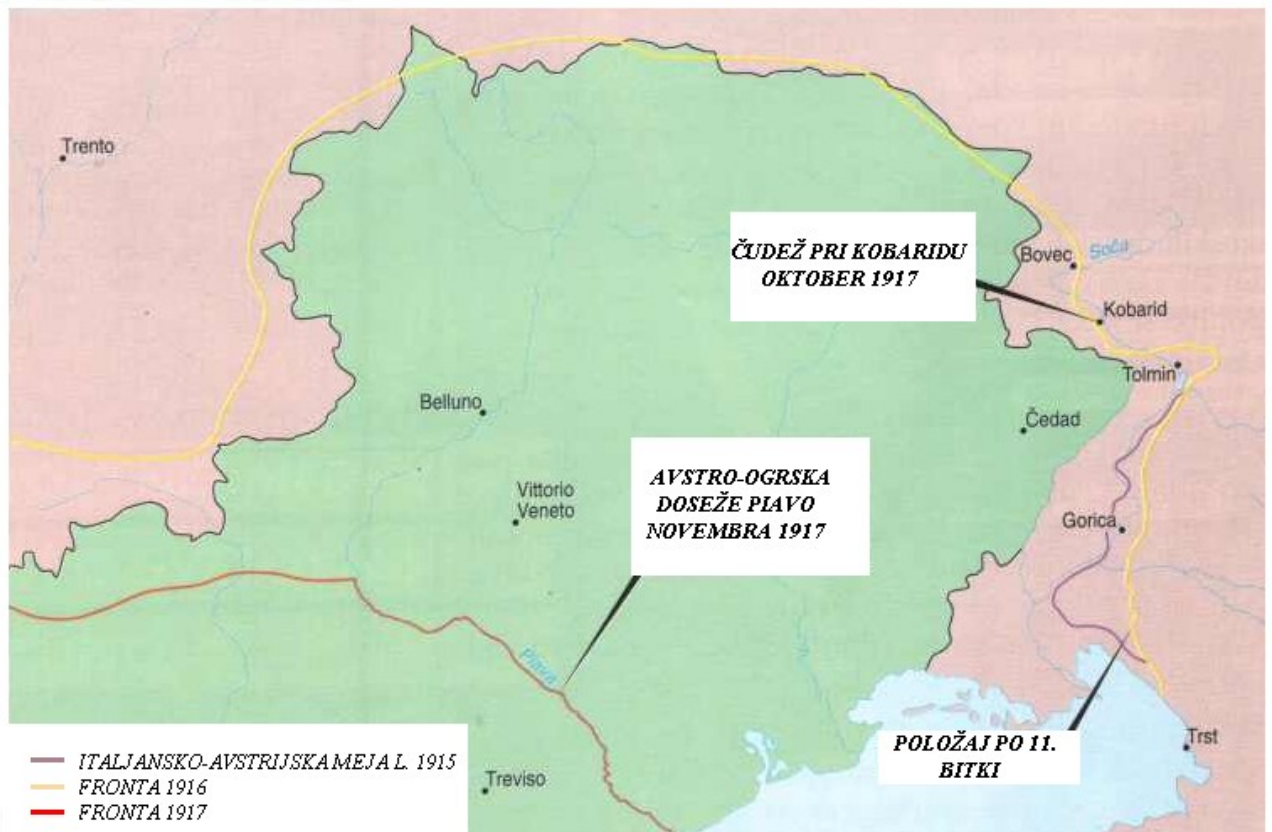 Trento
ČUDEŽ PRI KOBARIDU
OKTOBER 1917
Bovec
Soča
Kobarid
Tolmin
Belluno
Čedad
Vittorio
Veneto
AVSTRO-OGRSKA
DOSEŽE PIAVO
NOVEMBRA 1917
Gorica
Piava
POLOŽAJ PO 11.
BITKI
Trst
Treviso
ITALJANSKO-AVSTRIJSKA MEJA L. 1915
FRONTA 1916
FRONTA 1917